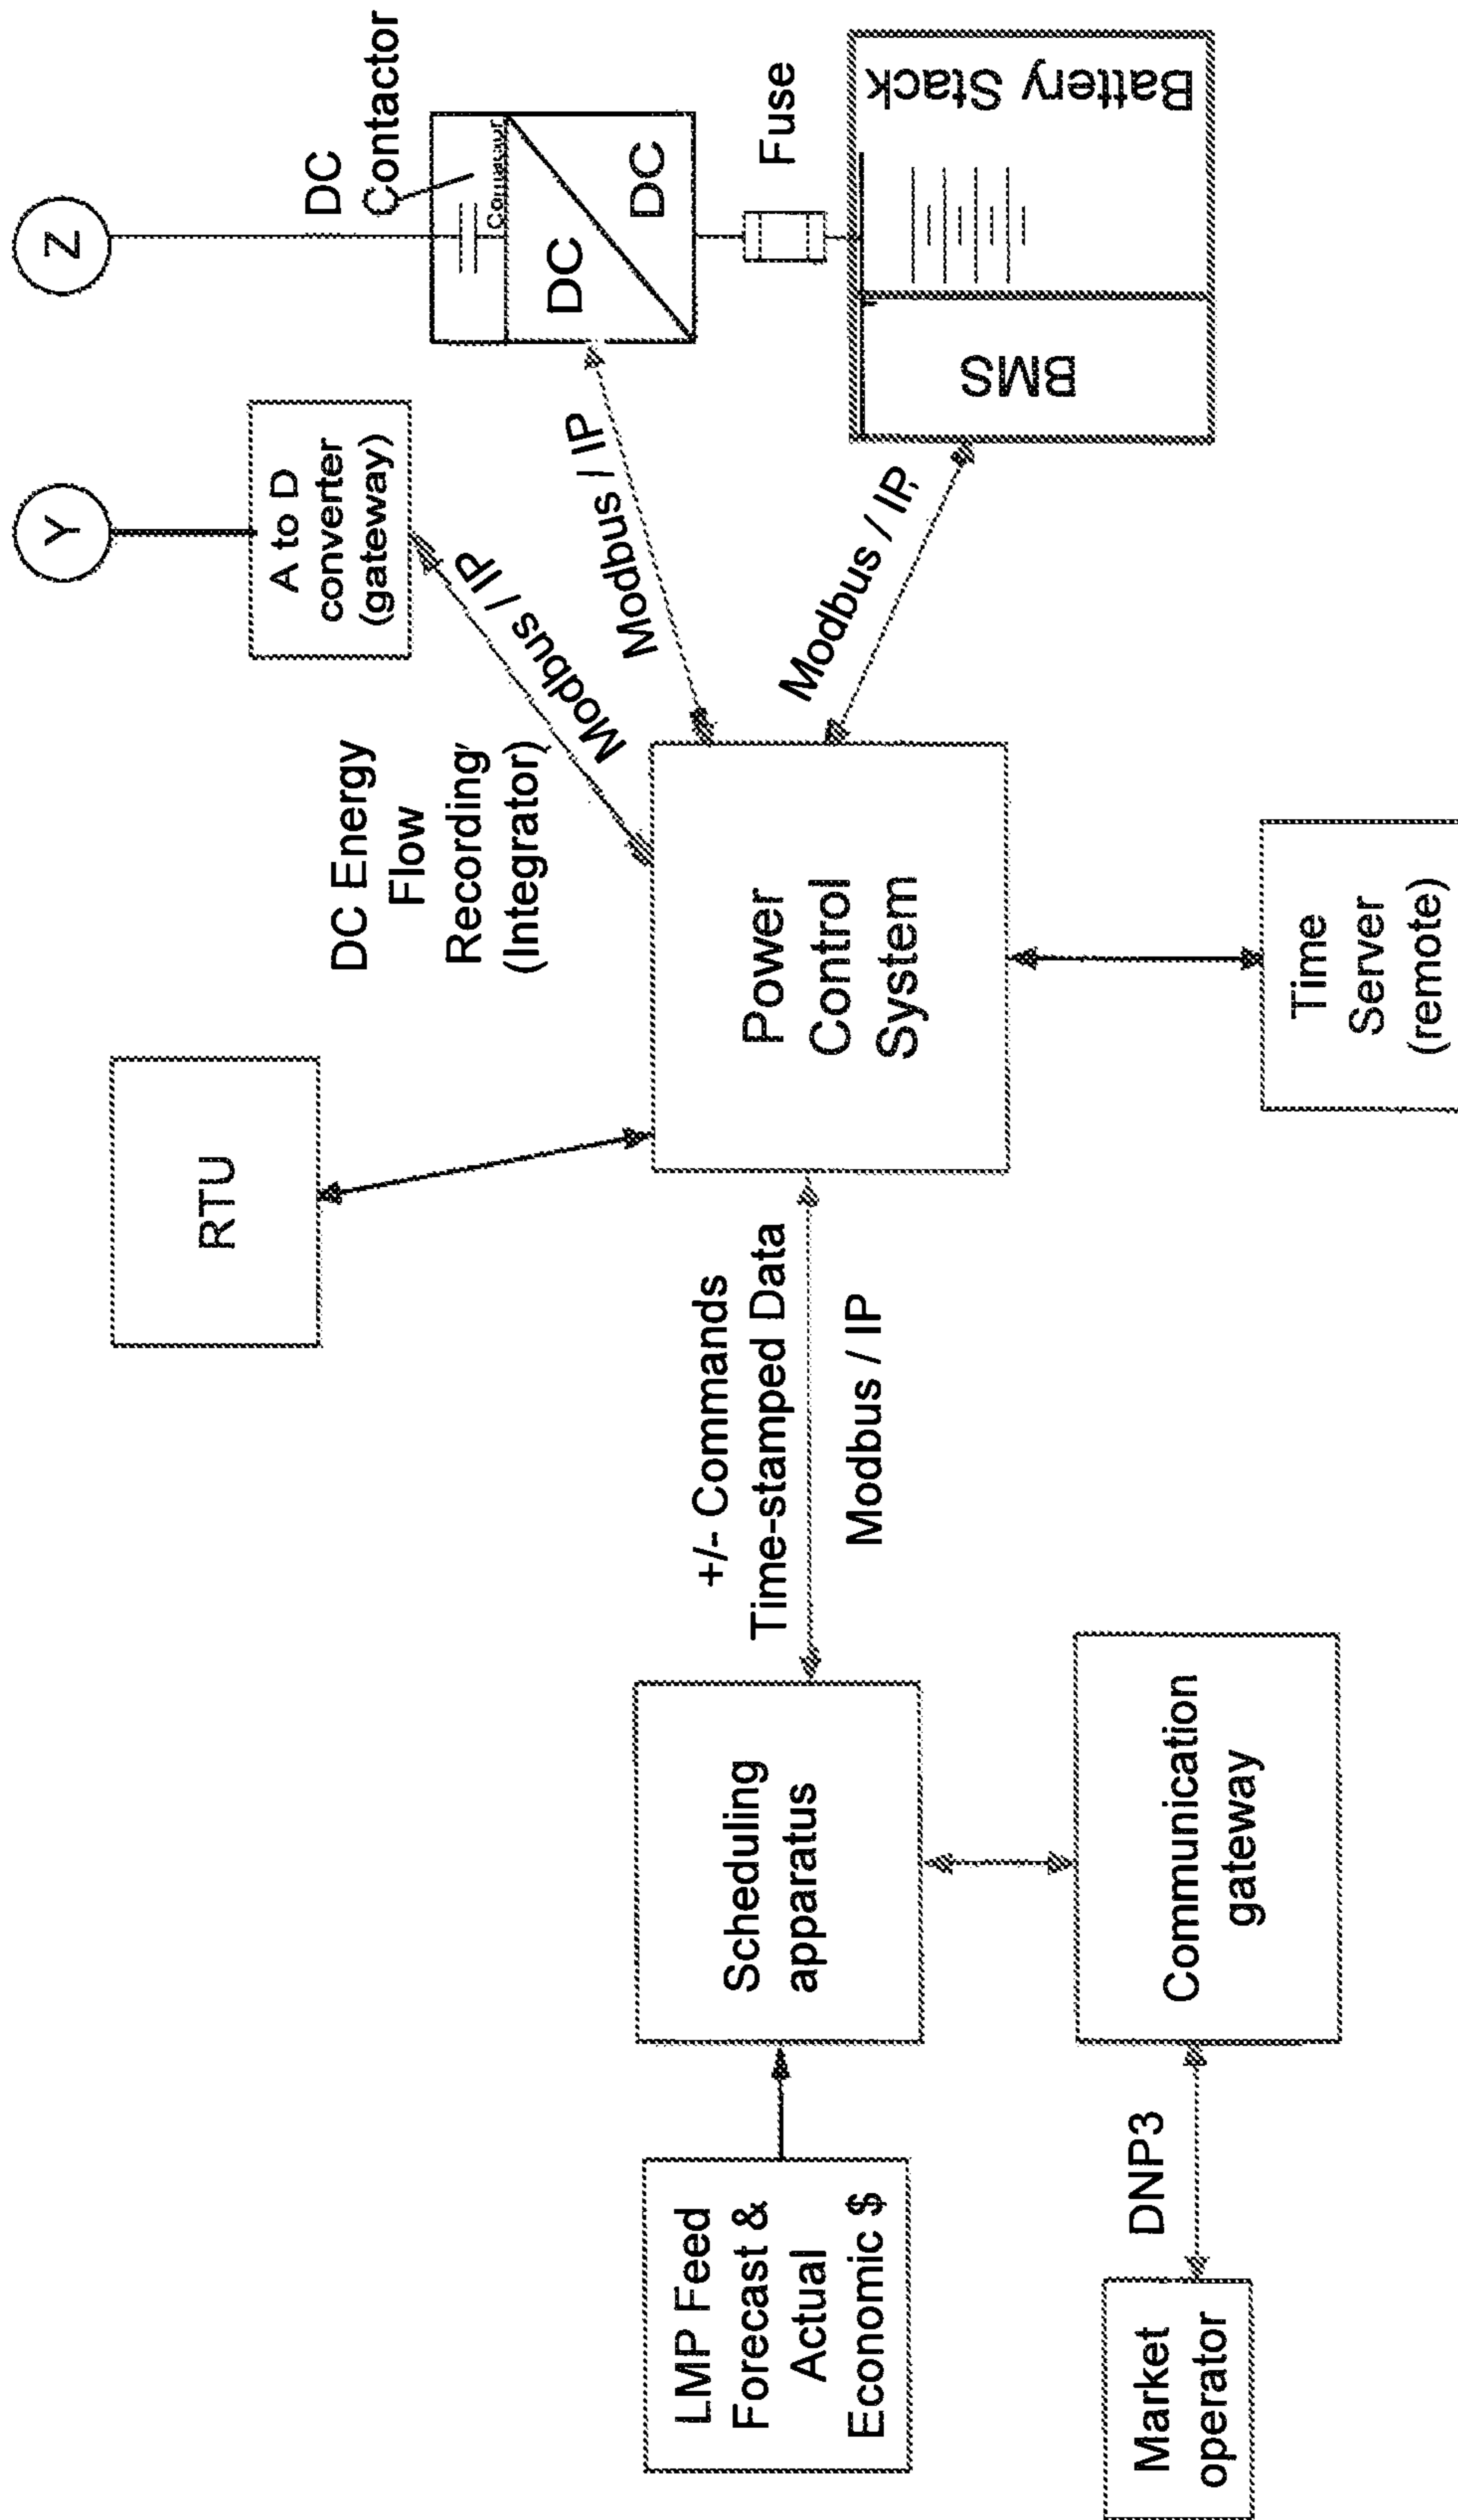 LMP Feed
Forecast &
Actual
Economic $
Market
operator
DNP3
Scheduling
apparatus
Communication
gateway
+/- Commands
Time-stamped Data
Modbus / IP
RTU
Power
Control
System
Time
Server
(remote)
DC Energy
Flow
Recording
(Integrator)
Modbus / IP
Modbus / IP
Modbus / IP
Y
A to D
converter
(gateway)
Z
DC
Contactor
DC
DC
Fuse
BMS
Battery Stack